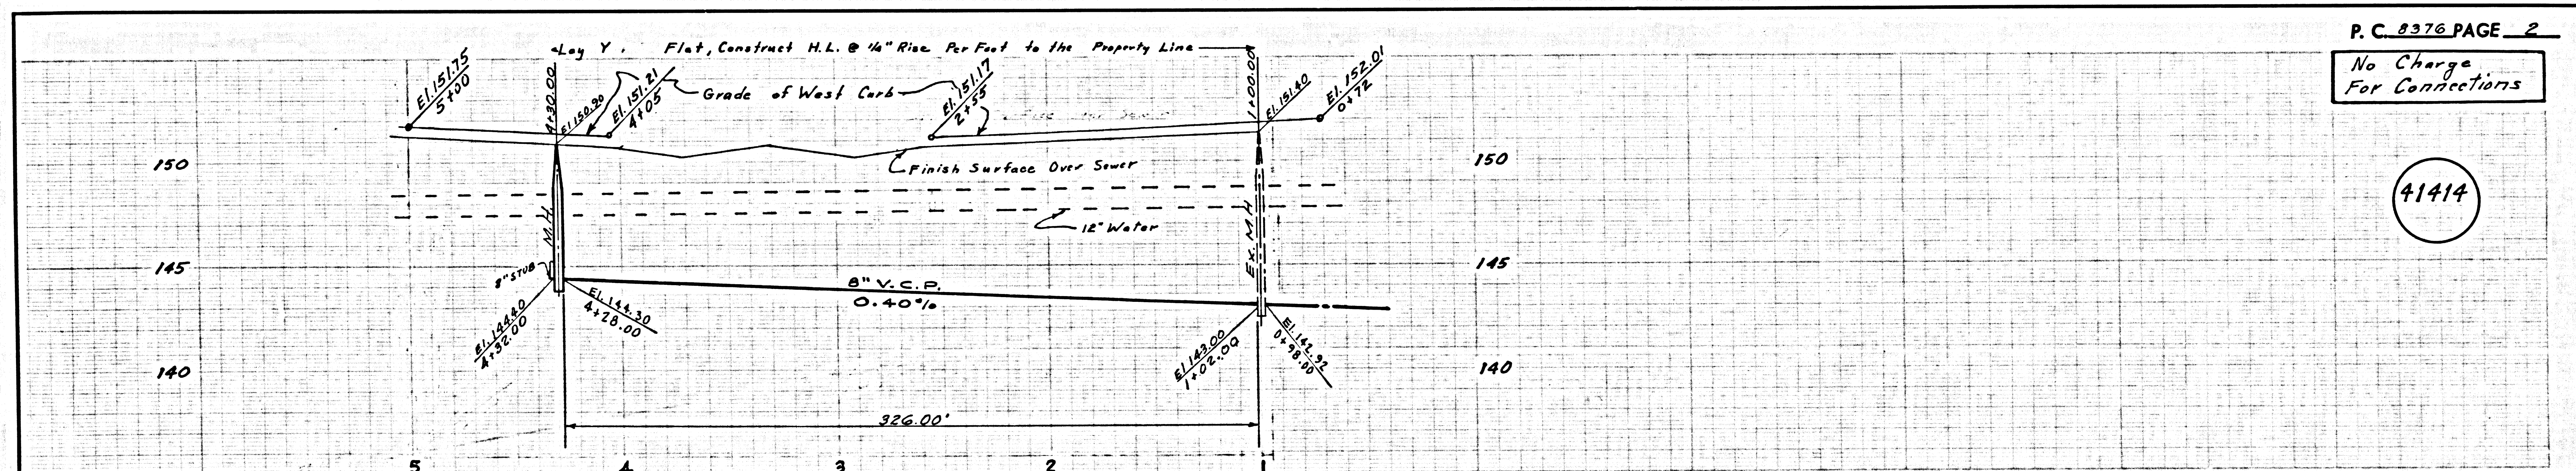 P. C. 8376 PAGE 2
No Charge
For Connections
41414
Lay Y. Flat, Construct H.L. @ 1/4" Rise Per Foot to the Property Line
El. 151.75
5+00
4+30.00
El. 150.90
El. 151.21
4+05
Grade of West Curb
El. 151.17
2+55
1+00.00
El. 151.40
El. 152.01
0+72
150
150
Finish Surface Over Sewer
M.H.
12" Water
Ex. M.H
145
145
8" STUB
8" V.C.P.
0.40%
El. 144.40
4+32.00
El. 144.30
4+28.00
El. 143.00
1+02.00
El. 142.92
0+98.00
140
140
326.00'
5 4 3 2 1